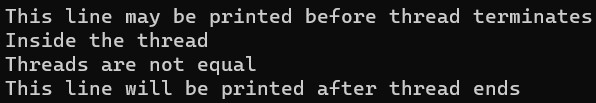 This line may be printed before thread terminates
Inside the thread
Threads are not equal
This line will be printed after thread ends